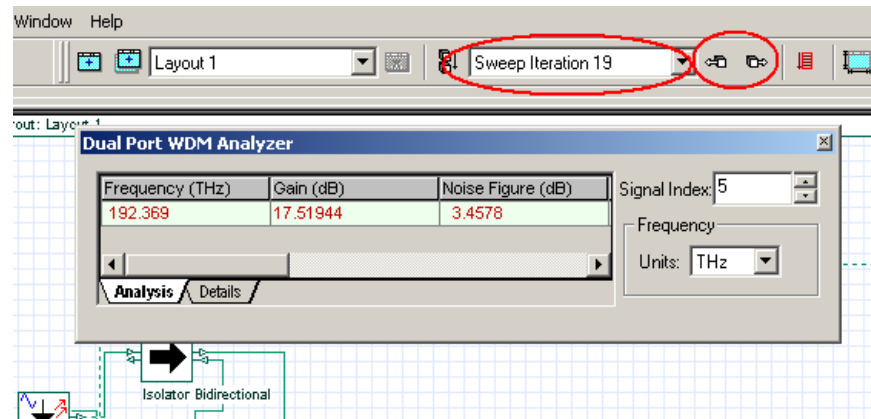 Window Help
Layout 1
Sweep Iteration 19
out: Layout 1
Dual Port WDM Analyzer
Frequency (THz) Gain (dB) Noise Figure (dB)
192.369 17.51944 3.4578
Signal Index: 5
Frequency
Units: THz
Analysis Details
Isolator Bidirectional